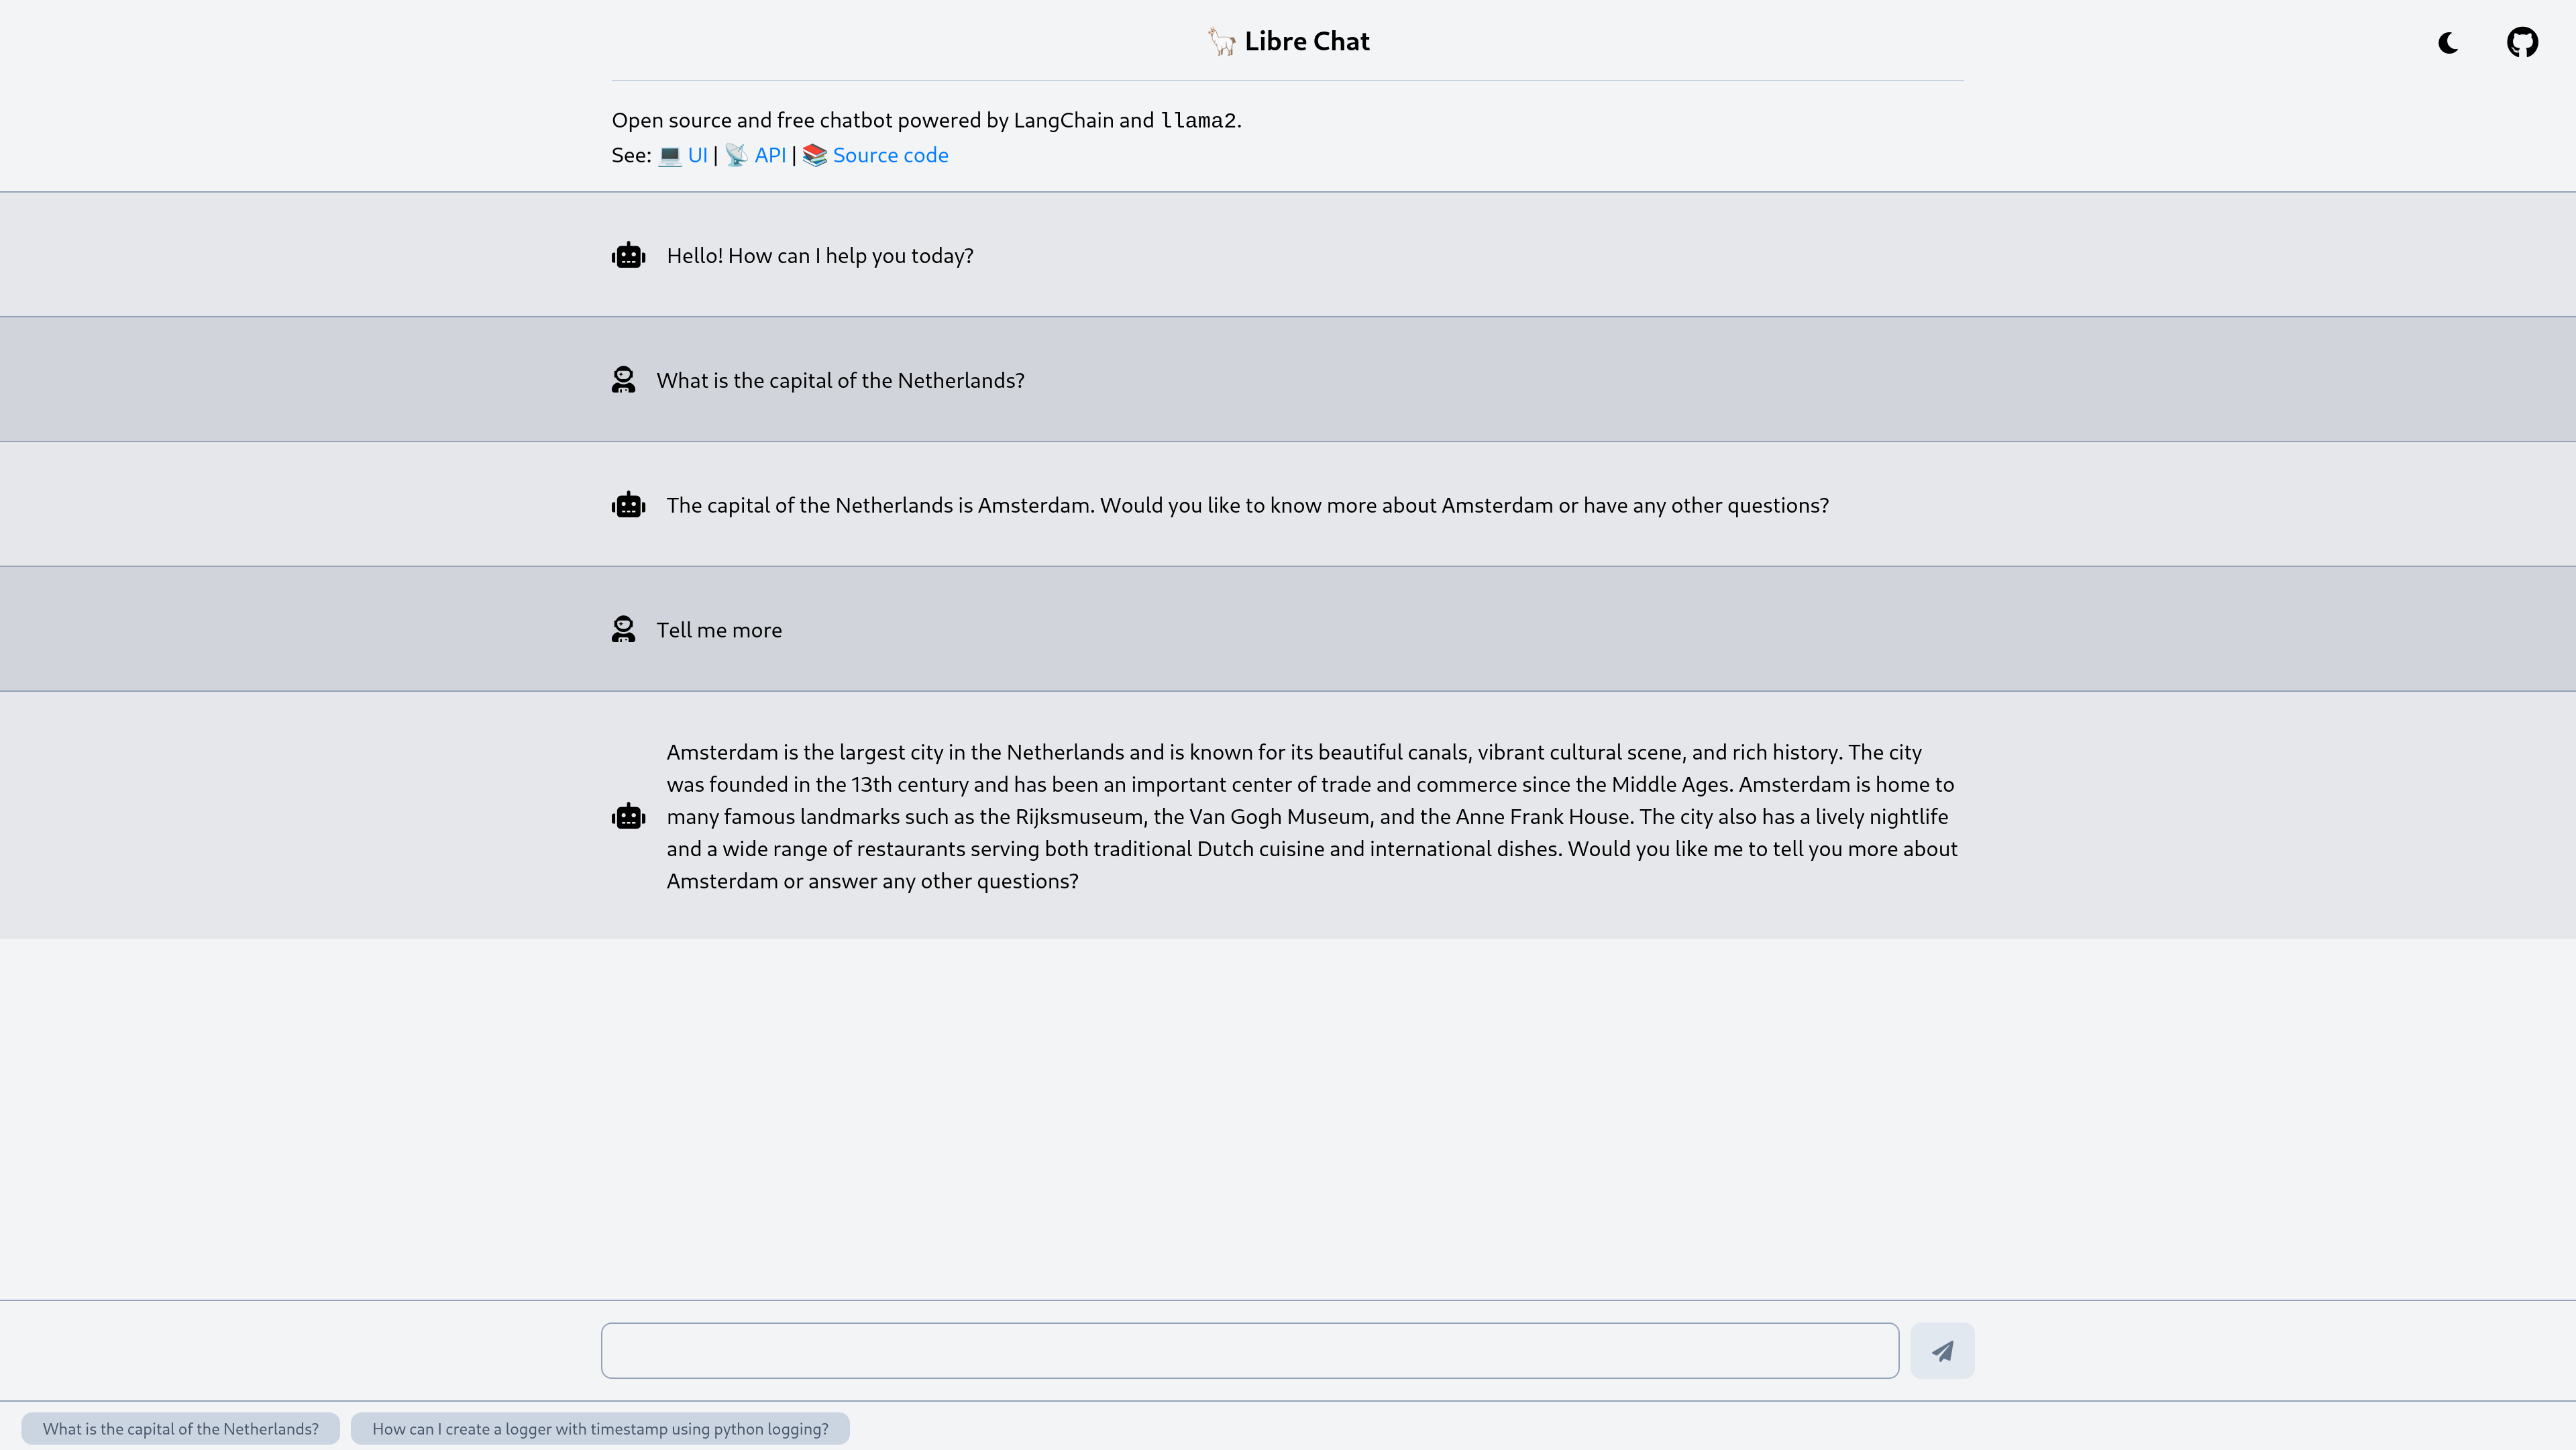 🦙 Libre Chat
Open source and free chatbot powered by LangChain and llama2.
See: 💻 UI | 📡 API | 📚 Source code
Hello! How can I help you today?
What is the capital of the Netherlands?
The capital of the Netherlands is Amsterdam. Would you like to know more about Amsterdam or have any other questions?
Tell me more
Amsterdam is the largest city in the Netherlands and is known for its beautiful canals, vibrant cultural scene, and rich history. The city
was founded in the 13th century and has been an important center of trade and commerce since the Middle Ages. Amsterdam is home to
many famous landmarks such as the Rijksmuseum, the Van Gogh Museum, and the Anne Frank House. The city also has a lively nightlife
and a wide range of restaurants serving both traditional Dutch cuisine and international dishes. Would you like me to tell you more about
Amsterdam or answer any other questions?
What is the capital of the Netherlands?
How can I create a logger with timestamp using python logging?